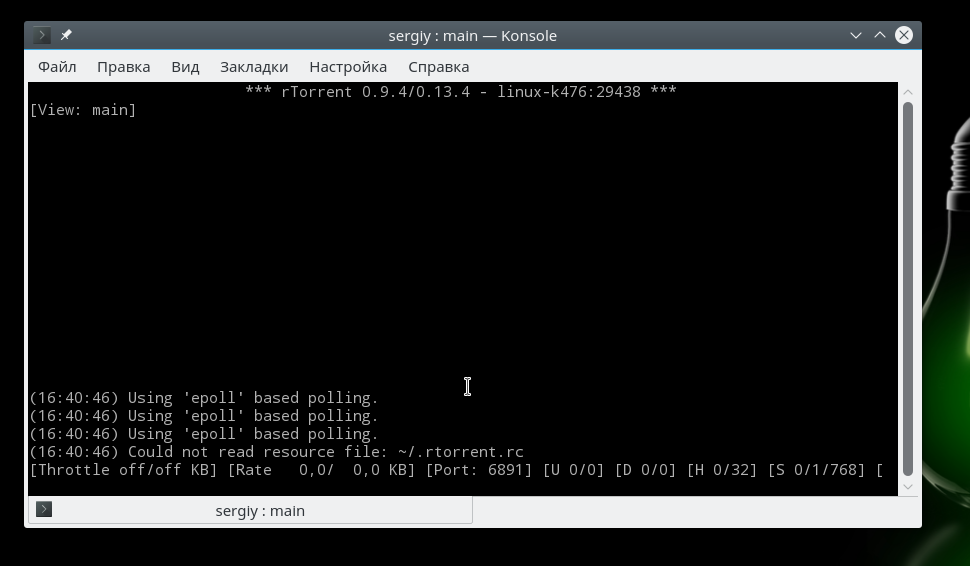 sergiy : main — Konsole
Файл Правка Вид Закладки Настройка Справка
*** rTorrent 0.9.4/0.13.4 - linux-k476:29438 ***
[View: main]
(16:40:46) Using 'epoll' based polling.
(16:40:46) Using 'epoll' based polling.
(16:40:46) Using 'epoll' based polling.
(16:40:46) Could not read resource file: ~/.rtorrent.rc
[Throttle off/off KB] [Rate   0,0/  0,0 KB] [Port: 6891] [U 0/0] [D 0/0] [H 0/32] [S 0/1/768] [
sergiy : main